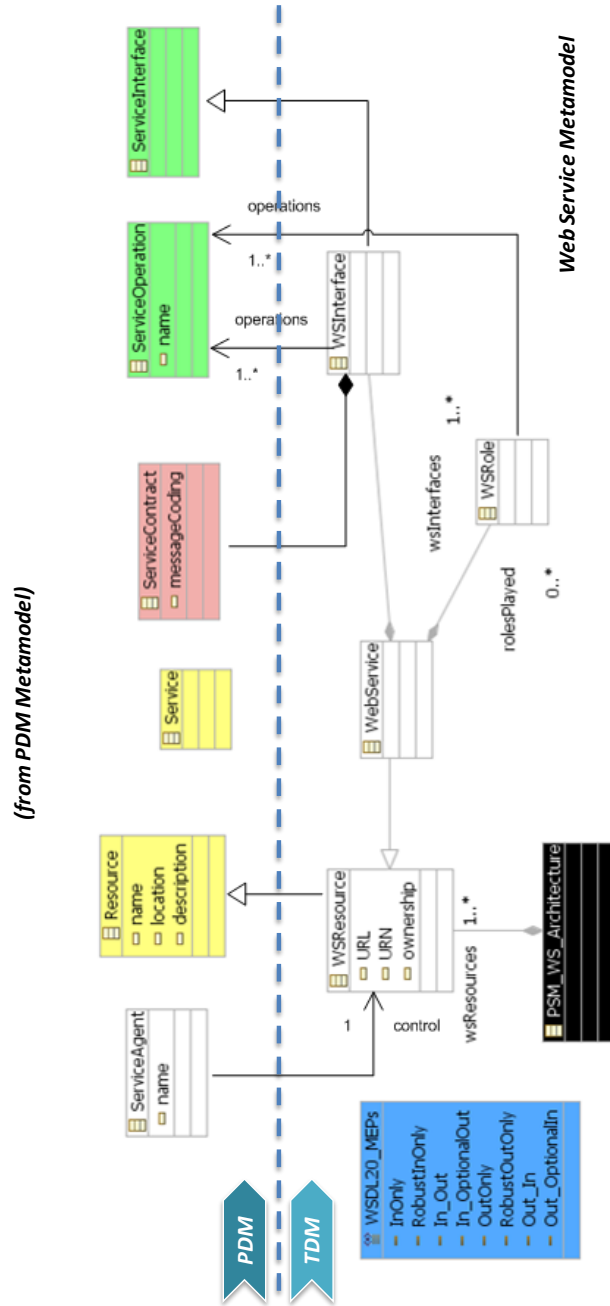 (from PDM Metamodel)
ServiceAgent
name
Resource
name
location
description
Service
ServiceContract
messageCoding
ServiceOperation
name
ServiceInterface
PDM
TDM
1
control
1..*
operations
1..*
operations
WSResource
URL
URN
ownership
WSInterface
WebService
wsInterfaces
1..*
WSRole
rolesPlayed
0..*
wsResources
1..*
PSM_WS_Architecture
WSDL20_MEPs
InOnly
RobustInOnly
In_Out
In_OptionalOut
OutOnly
RobustOutOnly
Out_In
Out_OptionalIn
Web Service Metamodel